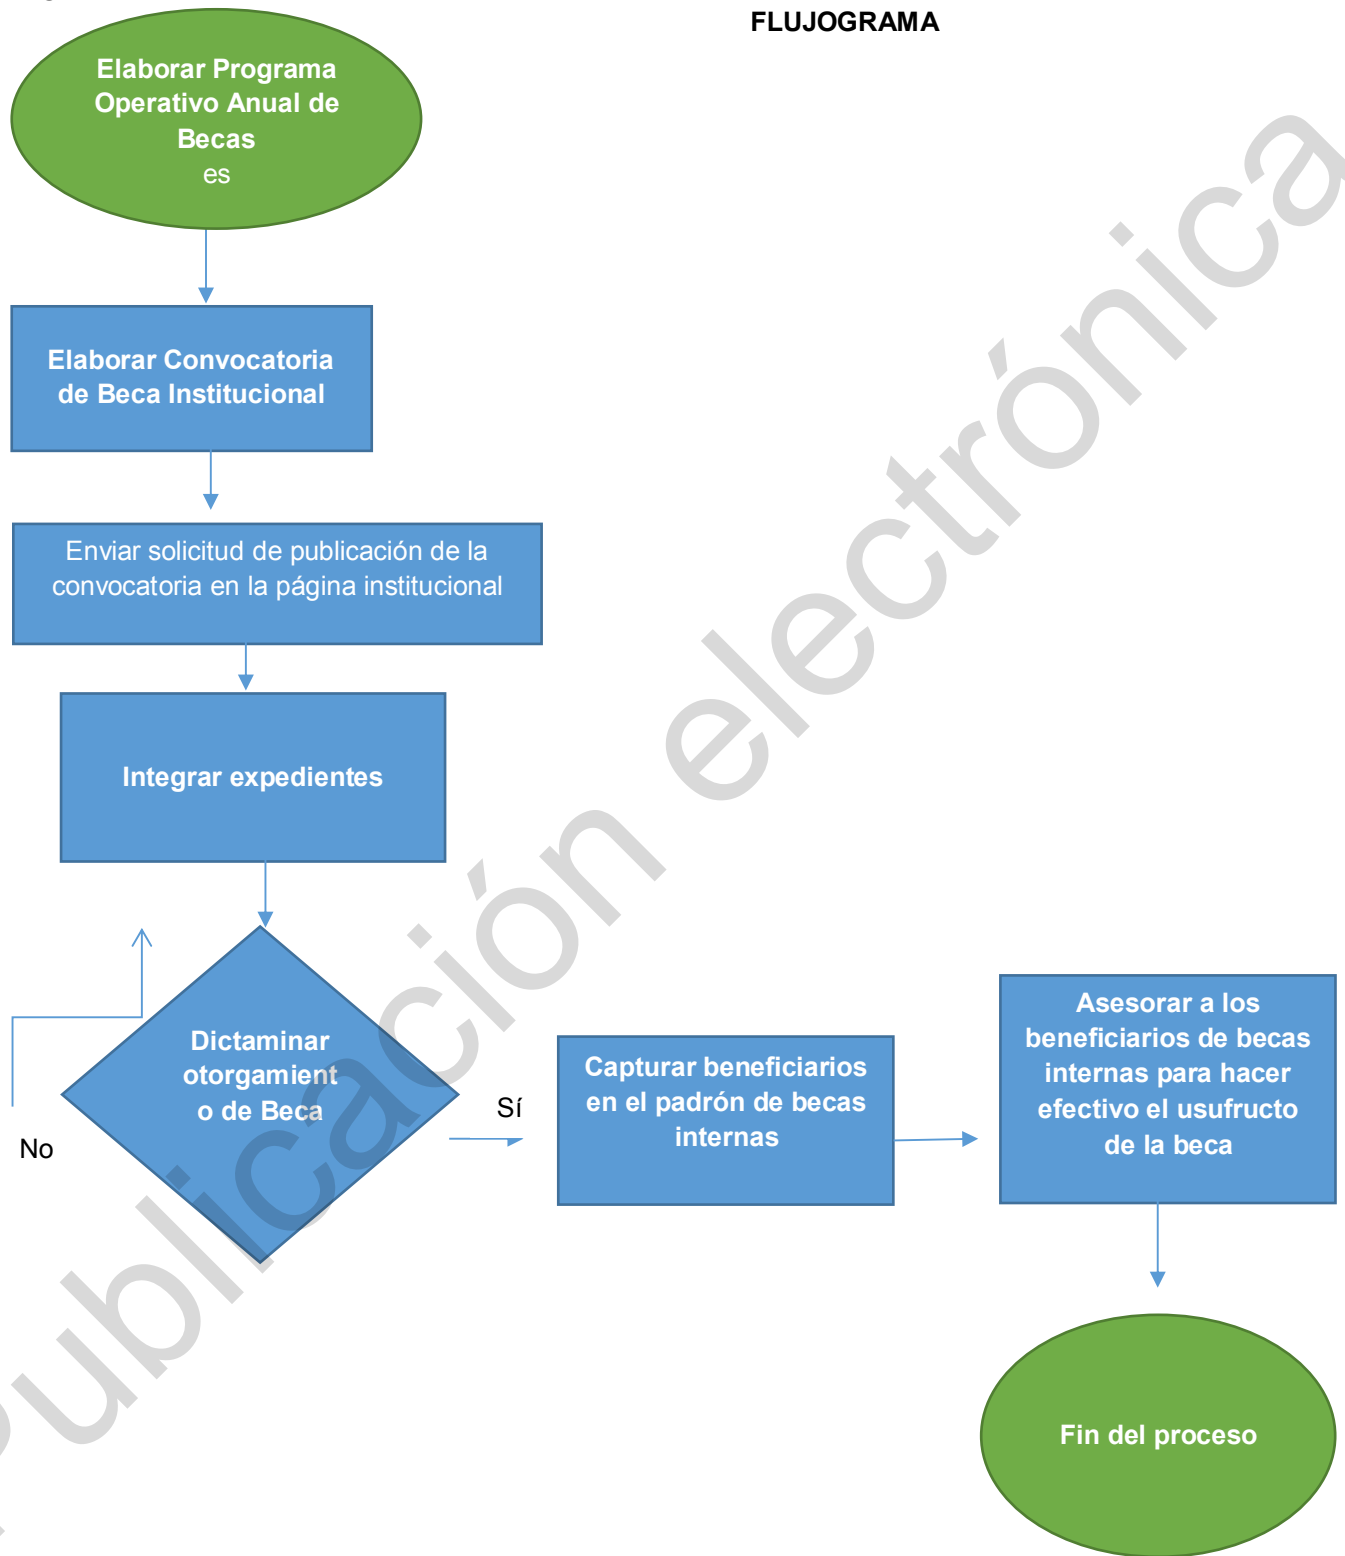 FLUJOGRAMA
Elaborar Programa
Operativo Anual de
Becas
es
Elaborar Convocatoria
de Beca Institucional
Enviar solicitud de publicación de la
convocatoria en la página institucional
Integrar expedientes
Dictaminar
otorgamient
o de Beca
No
Sí
Capturar beneficiarios
en el padrón de becas
internas
Asesorar a los
beneficiarios de becas
internas para hacer
efectivo el usufructo
de la beca
Fin del proceso
Publicación electrónica